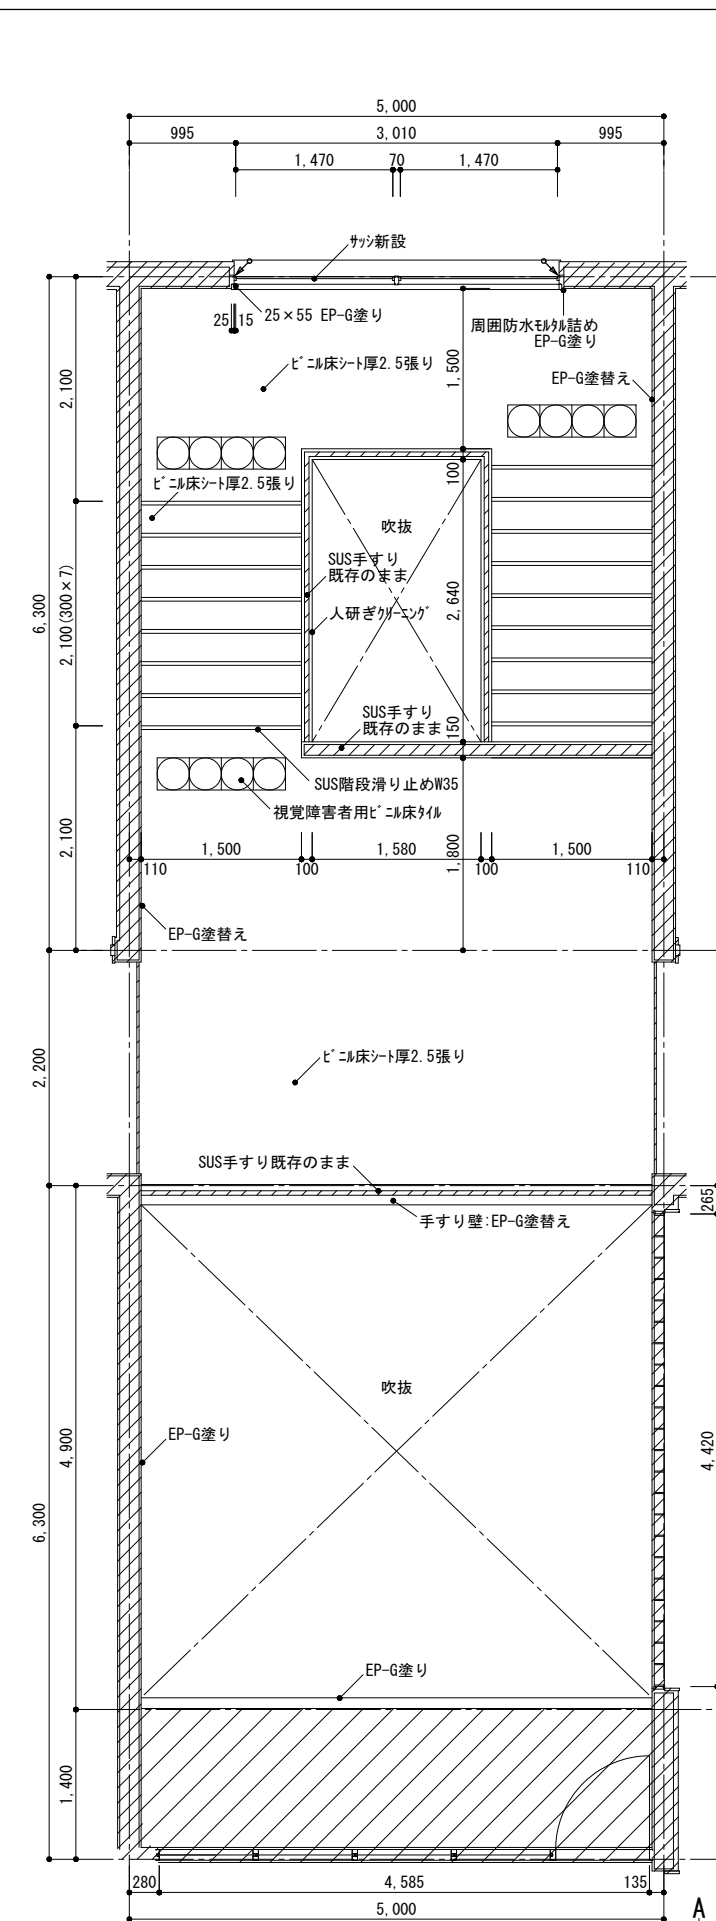 5,000
995
3,010
995
1,470
70
1,470
ｻｯｼ新設
25
15
25×55 EP-G塗り
周囲防水ﾓﾙﾀﾙ詰め
EP-G塗り
2,100
ﾋﾞﾆﾙ床ｼｰﾄ厚2.5張り
1,500
EP-G塗替え
ﾋﾞﾆﾙ床ｼｰﾄ厚2.5張り
100
吹抜
SUS手すり
既存のまま
6,300
2,100(300×7)
2,640
人研ぎｸﾘｰﾆﾝｸﾞ
SUS手すり
既存のまま
150
SUS階段滑り止めW35
視覚障害者用ﾋﾞﾆﾙ床ﾀｲﾙ
2,100
1,500
1,580
1,800
1,500
110
100
100
110
EP-G塗替え
2,200
ﾋﾞﾆﾙ床ｼｰﾄ厚2.5張り
SUS手すり既存のまま
265
手すり壁:EP-G塗替え
吹抜
EP-G塗り
4,900
4,420
6,300
EP-G塗り
1,400
280
4,585
135
5,000
A